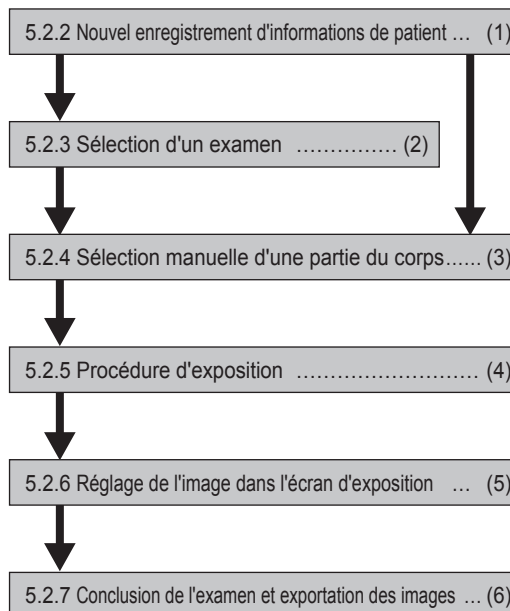 5.2.2 Nouvel enregistrement d'informations de patient ... (1)
5.2.3 Sélection d'un examen ............... (2)
5.2.4 Sélection manuelle d'une partie du corps...... (3)
5.2.5 Procédure d'exposition .......................... (4)
5.2.6 Réglage de l'image dans l'écran d'exposition ... (5)
5.2.7 Conclusion de l'examen et exportation des images ... (6)